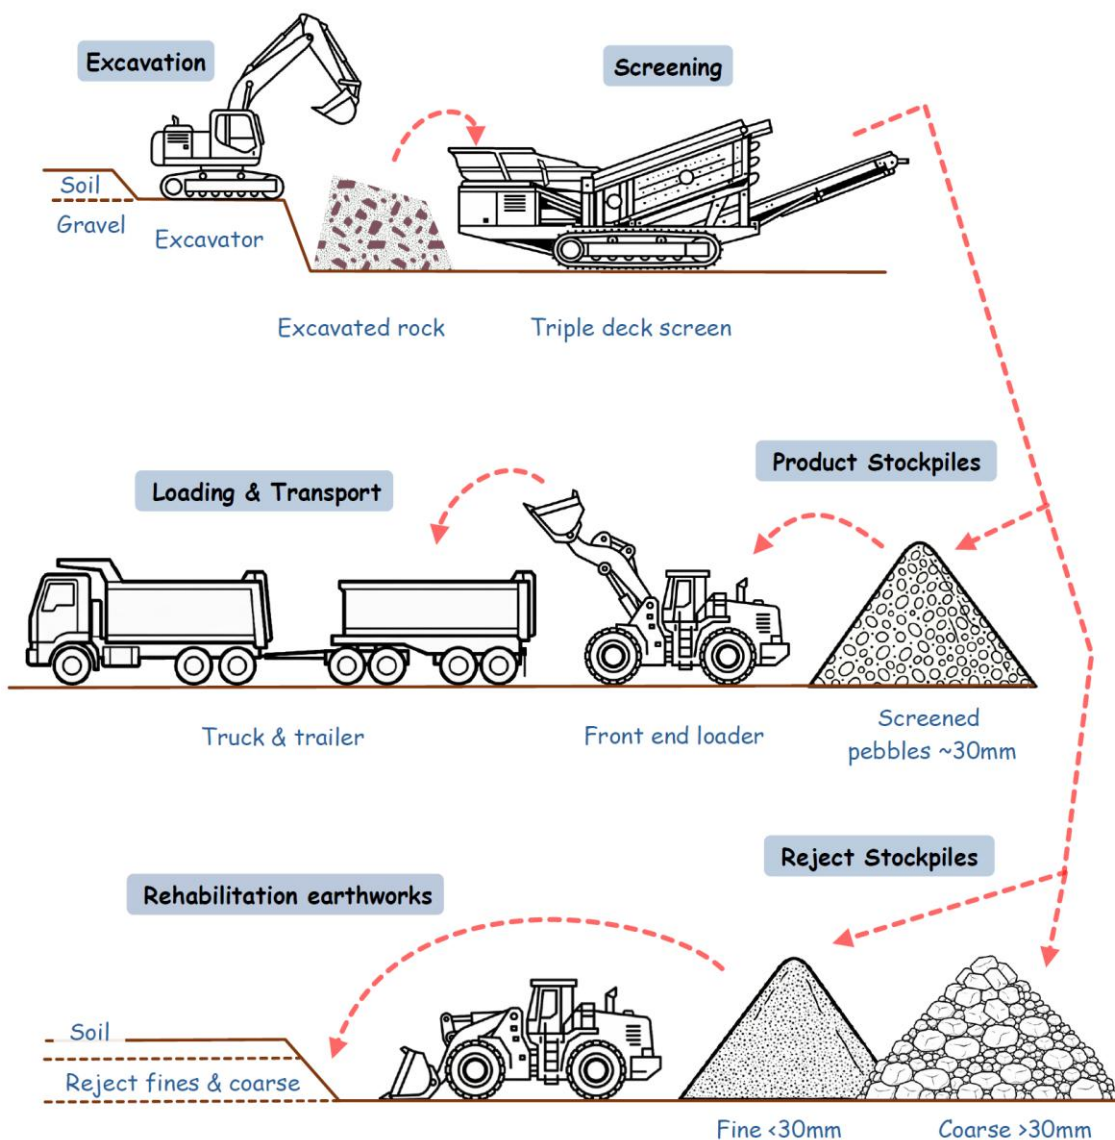 Excavation
Screening
Soil
Gravel
Excavator
Excavated rock
Triple deck screen
Product Stockpiles
Loading & Transport
Truck & trailer
Front end loader
Screened
pebbles ~30mm
Reject Stockpiles
Rehabilitation earthworks
Soil
Reject fines & coarse
Fine <30mm
Coarse >30mm